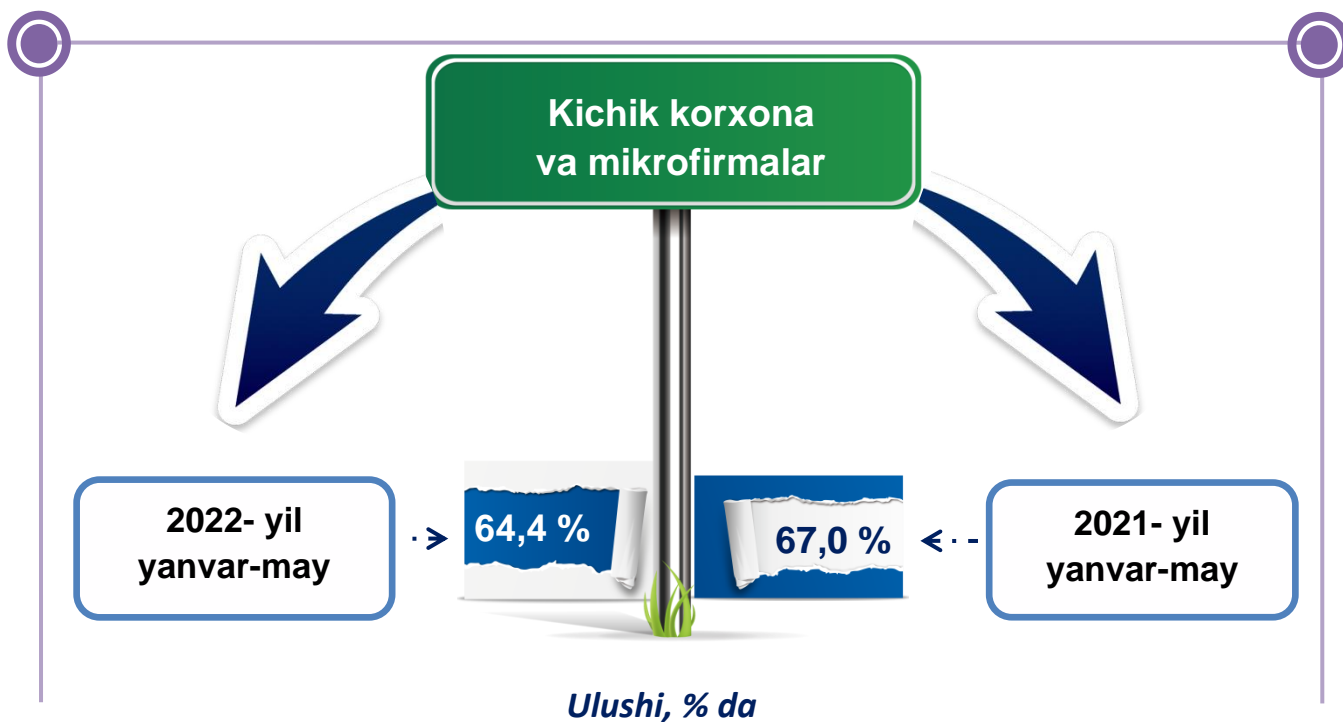 Kichik korxona
va mikrofirmalar
2022- yil
yanvar-may
64,4 %
67,0 %
2021- yil
yanvar-may
Ulushi, % da